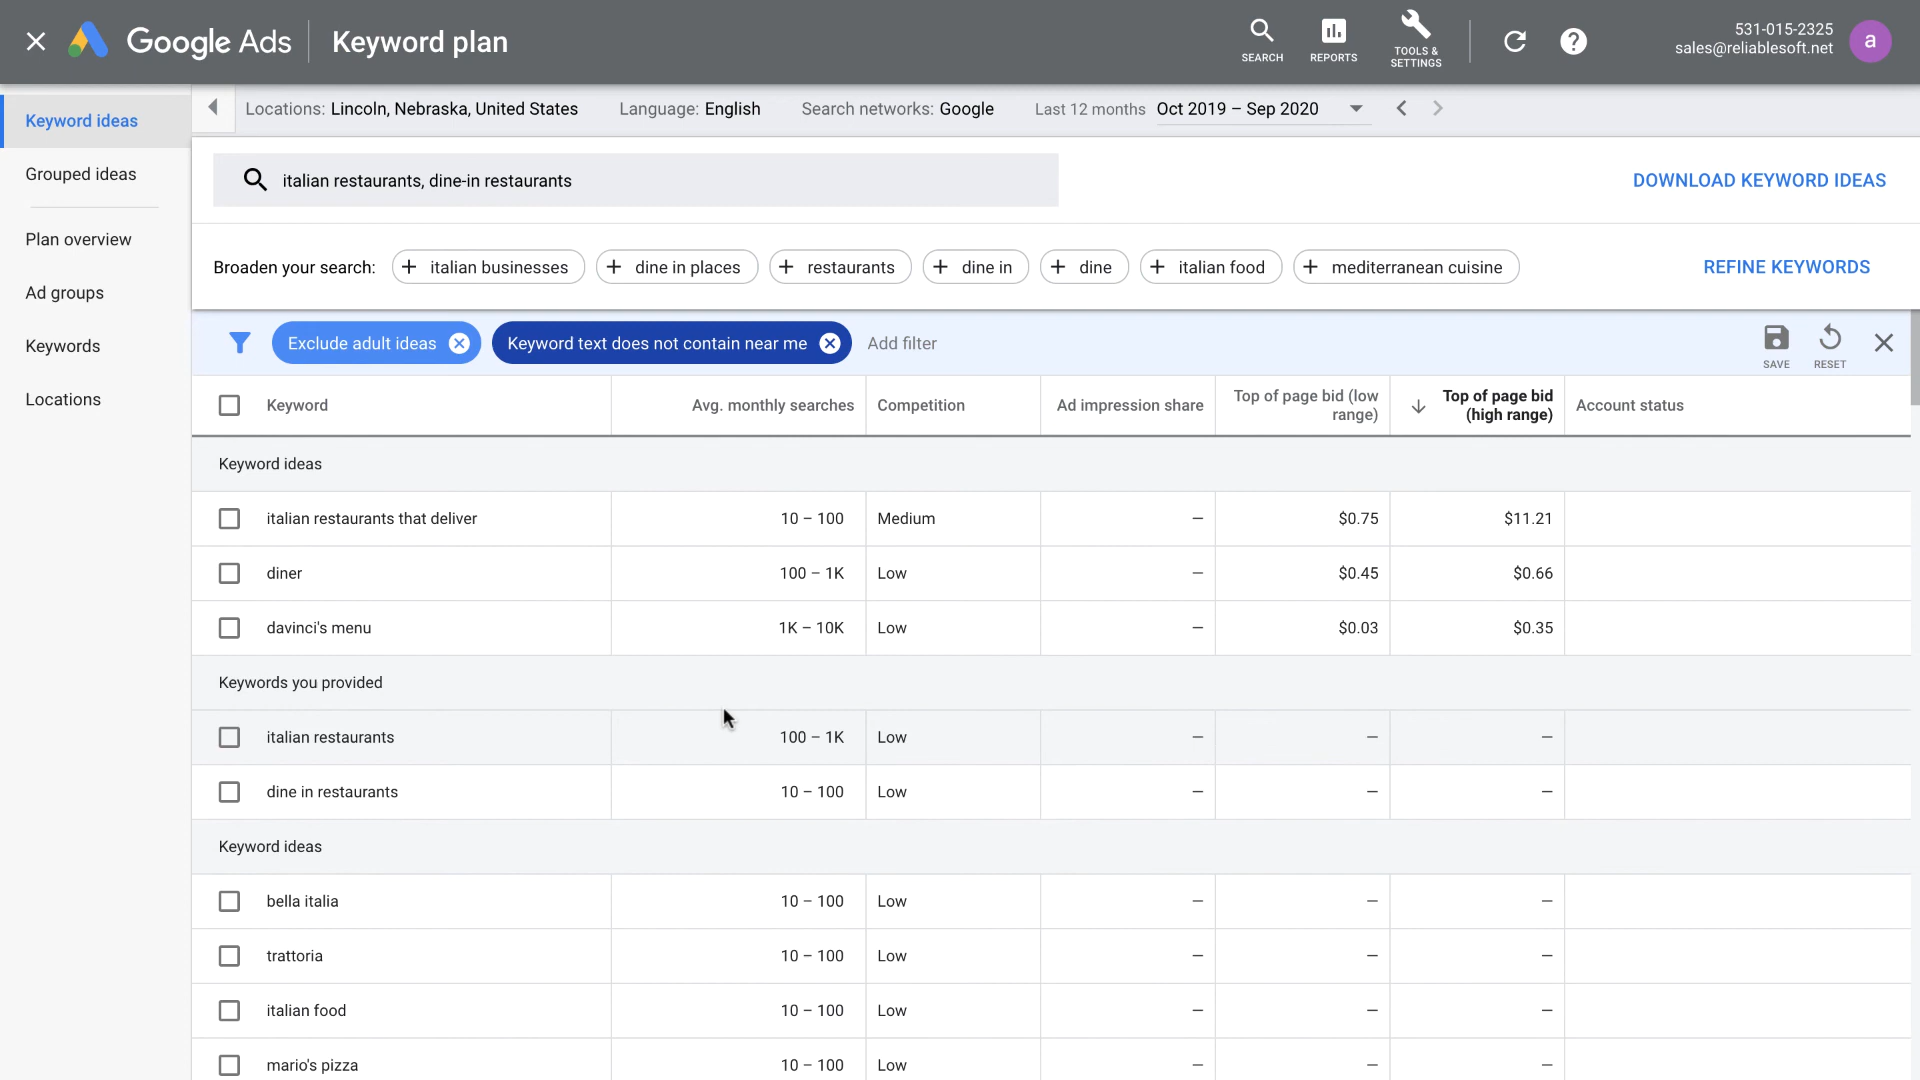 Google Ads
Keyword plan
SEARCH
REPORTS
TOOLS &
SETTINGS
?
531-015-2325
sales@reliablesoft.net
a
Keyword ideas
Grouped ideas
Plan overview
Ad groups
Keywords
Locations
Locations: Lincoln, Nebraska, United States
Language: English
Search networks: Google
Last 12 months Oct 2019 – Sep 2020
italian restaurants, dine-in restaurants
DOWNLOAD KEYWORD IDEAS
Broaden your search:
+ italian businesses
+ dine in places
+ restaurants
+ dine in
+ dine
+ italian food
+ mediterranean cuisine
REFINE KEYWORDS
Exclude adult ideas
Keyword text does not contain near me
Add filter
SAVE
RESET
Keyword Avg. monthly searches Competition Ad impression share Top of page bid (low
range) Top of page bid
(high range) Account status
Keyword ideas
italian restaurants that deliver 10 – 100 Medium – $0.75 $11.21
diner 100 – 1K Low – $0.45 $0.66
davinci's menu 1K – 10K Low – $0.03 $0.35
Keywords you provided
italian restaurants 100 – 1K Low – – –
dine in restaurants 10 – 100 Low – – –
Keyword ideas
bella italia 10 – 100 Low – – –
trattoria 10 – 100 Low – – –
italian food 10 – 100 Low – – –
mario's pizza 10 – 100 Low – – –